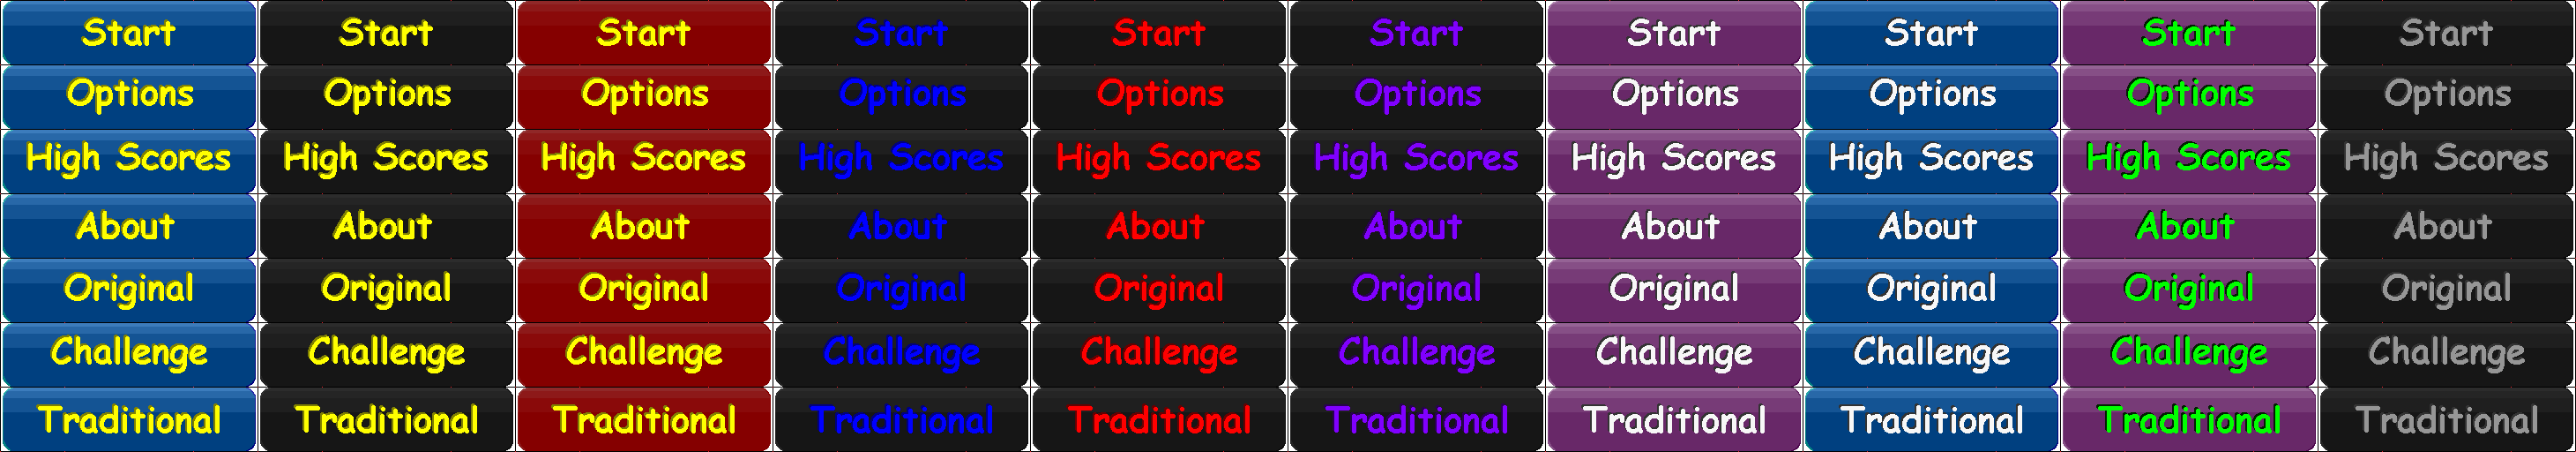 Start Start Start Start Start Start Start Start Start Start
Options Options Options Options Options Options Options Options Options Options
High Scores High Scores High Scores High Scores High Scores High Scores High Scores High Scores High Scores High Scores
About About About About About About About About About About
Original Original Original Original Original Original Original Original Original Original
Challenge Challenge Challenge Challenge Challenge Challenge Challenge Challenge Challenge Challenge
Traditional Traditional Traditional Traditional Traditional Traditional Traditional Traditional Traditional Traditional